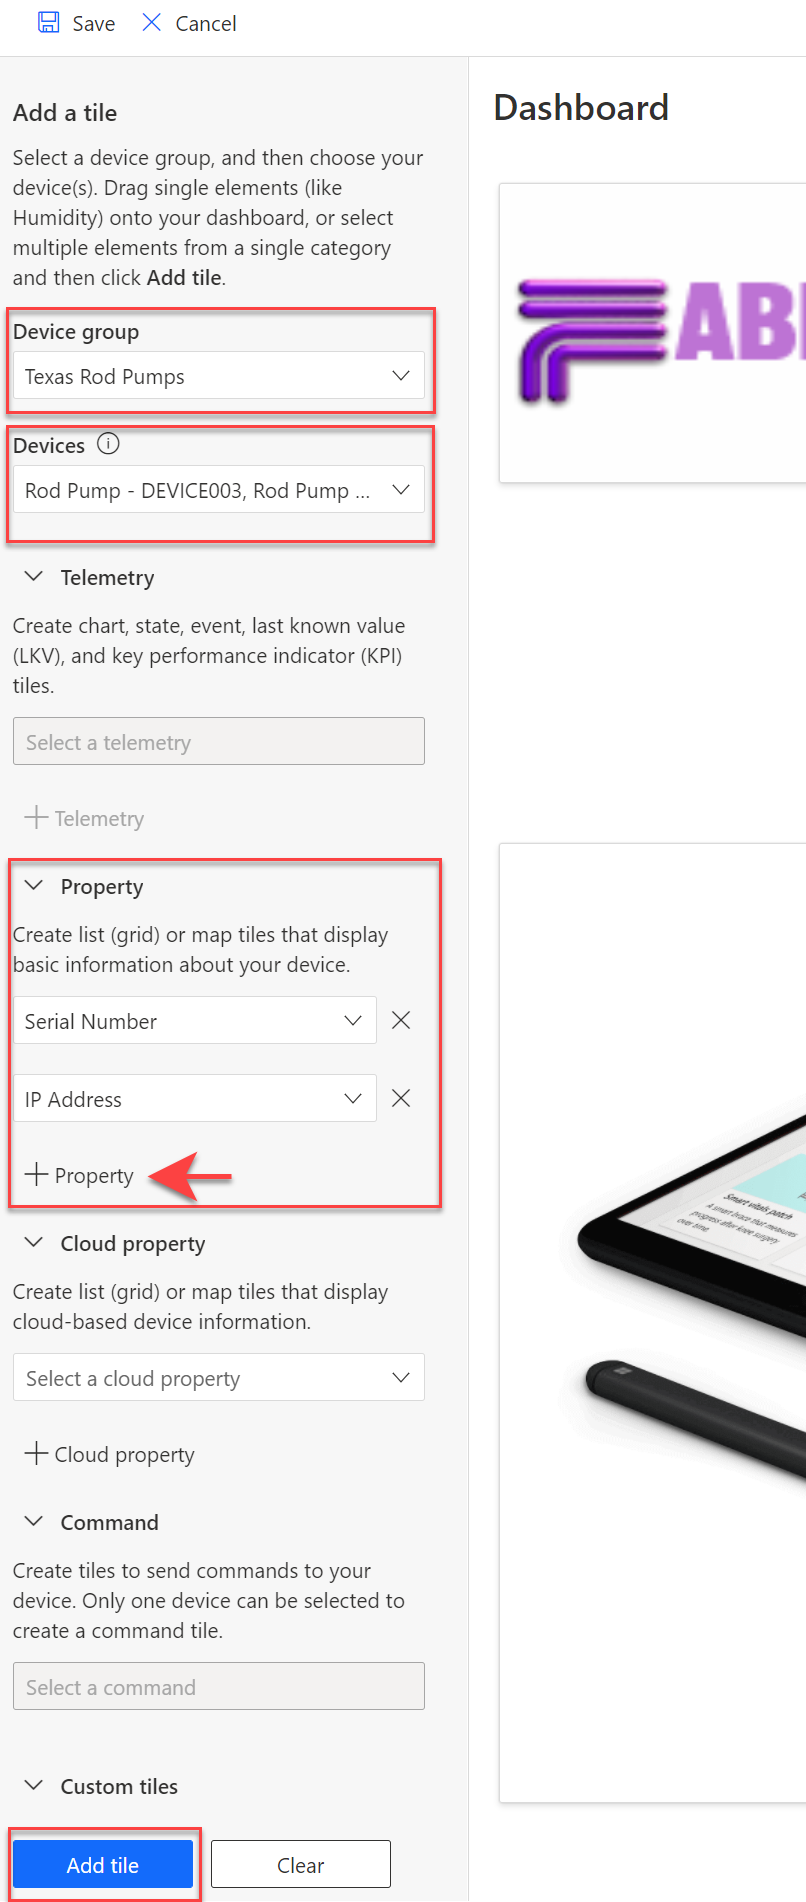 Save Cancel
Add a tile
Select a device group, and then choose your
device(s). Drag single elements (like
Humidity) onto your dashboard, or select
multiple elements from a single category
and then click Add tile.
Device group
Texas Rod Pumps
Devices
Rod Pump - DEVICE003, Rod Pump ...
Telemetry
Create chart, state, event, last known value
(LKV), and key performance indicator (KPI)
tiles.
Select a telemetry
Telemetry
Property
Create list (grid) or map tiles that display
basic information about your device.
Serial Number
IP Address
Property
Cloud property
Create list (grid) or map tiles that display
cloud-based device information.
Select a cloud property
Cloud property
Command
Create tiles to send commands to your
device. Only one device can be selected to
create a command tile.
Select a command
Custom tiles
Add tile
Clear
Dashboard
Smart vitals patch
A smart brace that measures
progress after knee surgery
over time.